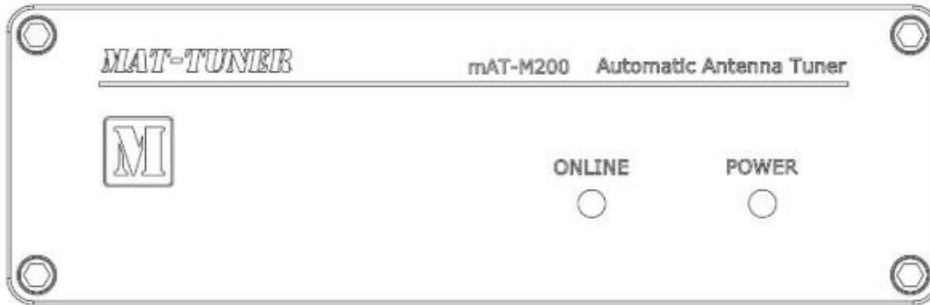 MAT-TUNER
mAT-M200 Automatic Antenna Tuner
M
ONLINE
POWER